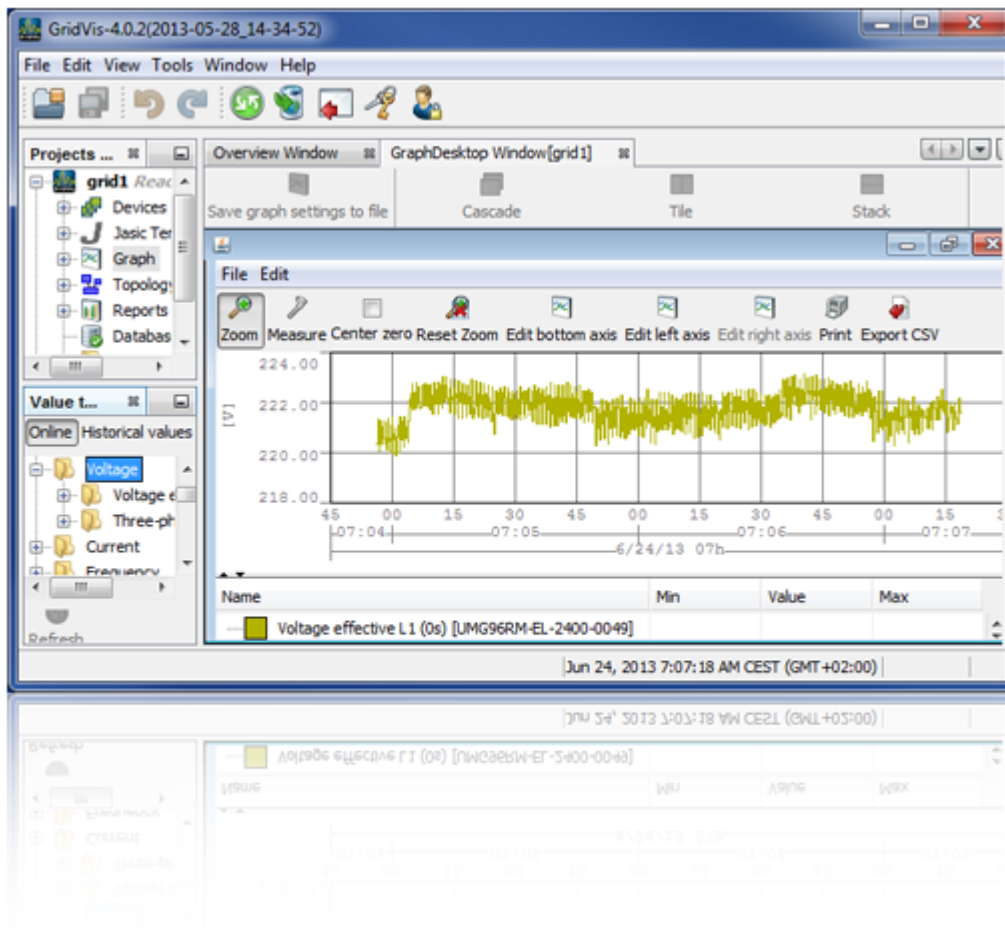 GridVis-4.0.2(2013-05-28_14-34-52)
File Edit View Tools Window Help
Projects ...
grid1 Read
Devices
Jasic Ter
Graph
Topology
Reports
Databas
Value t...
Online Historical values
Voltage
Voltage e
Three-ph
Current
Frequency
Refresh
Overview Window GraphDesktop Window[grid1]
Save graph settings to file Cascade Tile Stack
File Edit
Zoom Measure Center zero Reset Zoom Edit bottom axis Edit left axis Edit right axis Print Export CSV
224.00
222.00
220.00
218.00
[V]
45 00 15 30 45 00 15 30 45 00 15 3
07:04 07:05 07:06 07:07
6/24/13 07h
Name Min Value Max
Voltage effective L1 (0s) [UMG96RM-EL-2400-0049]
Jun 24, 2013 7:07:18 AM CEST (GMT+02:00)